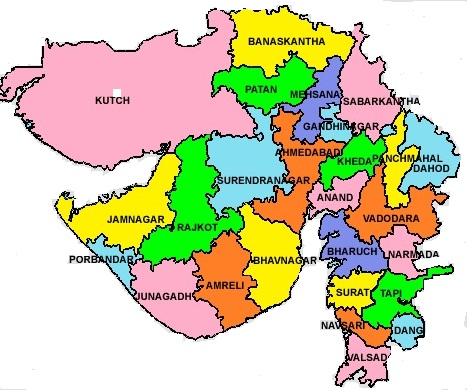 BANASKANTHA
PATAN
MEHSANA
KUTCH
SABARKANTHA
GANDHINAGAR
AHMEDABAD
KHEDA
PANCHMAHAL
DAHOD
SURENDRANAGAR
ANAND
JAMNAGAR
RAJKOT
VADODARA
PORBANDAR
BHAVNAGAR
BHARUCH
NARMADA
JUNAGADH
AMRELI
SURAT
TAPI
NAVSARI
DANG
VALSAD